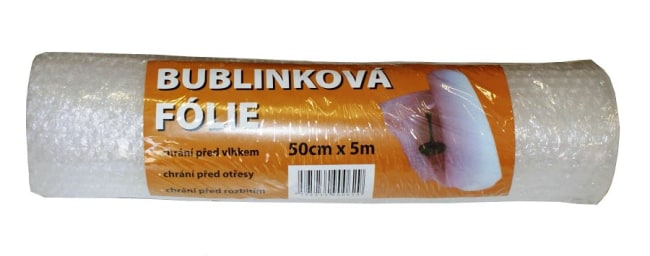 BUBLINKOVÁ
FÓLIE
· chrání před vlhkem
50cm x 5m
· chrání před otřesy
· chrání před rozbitím